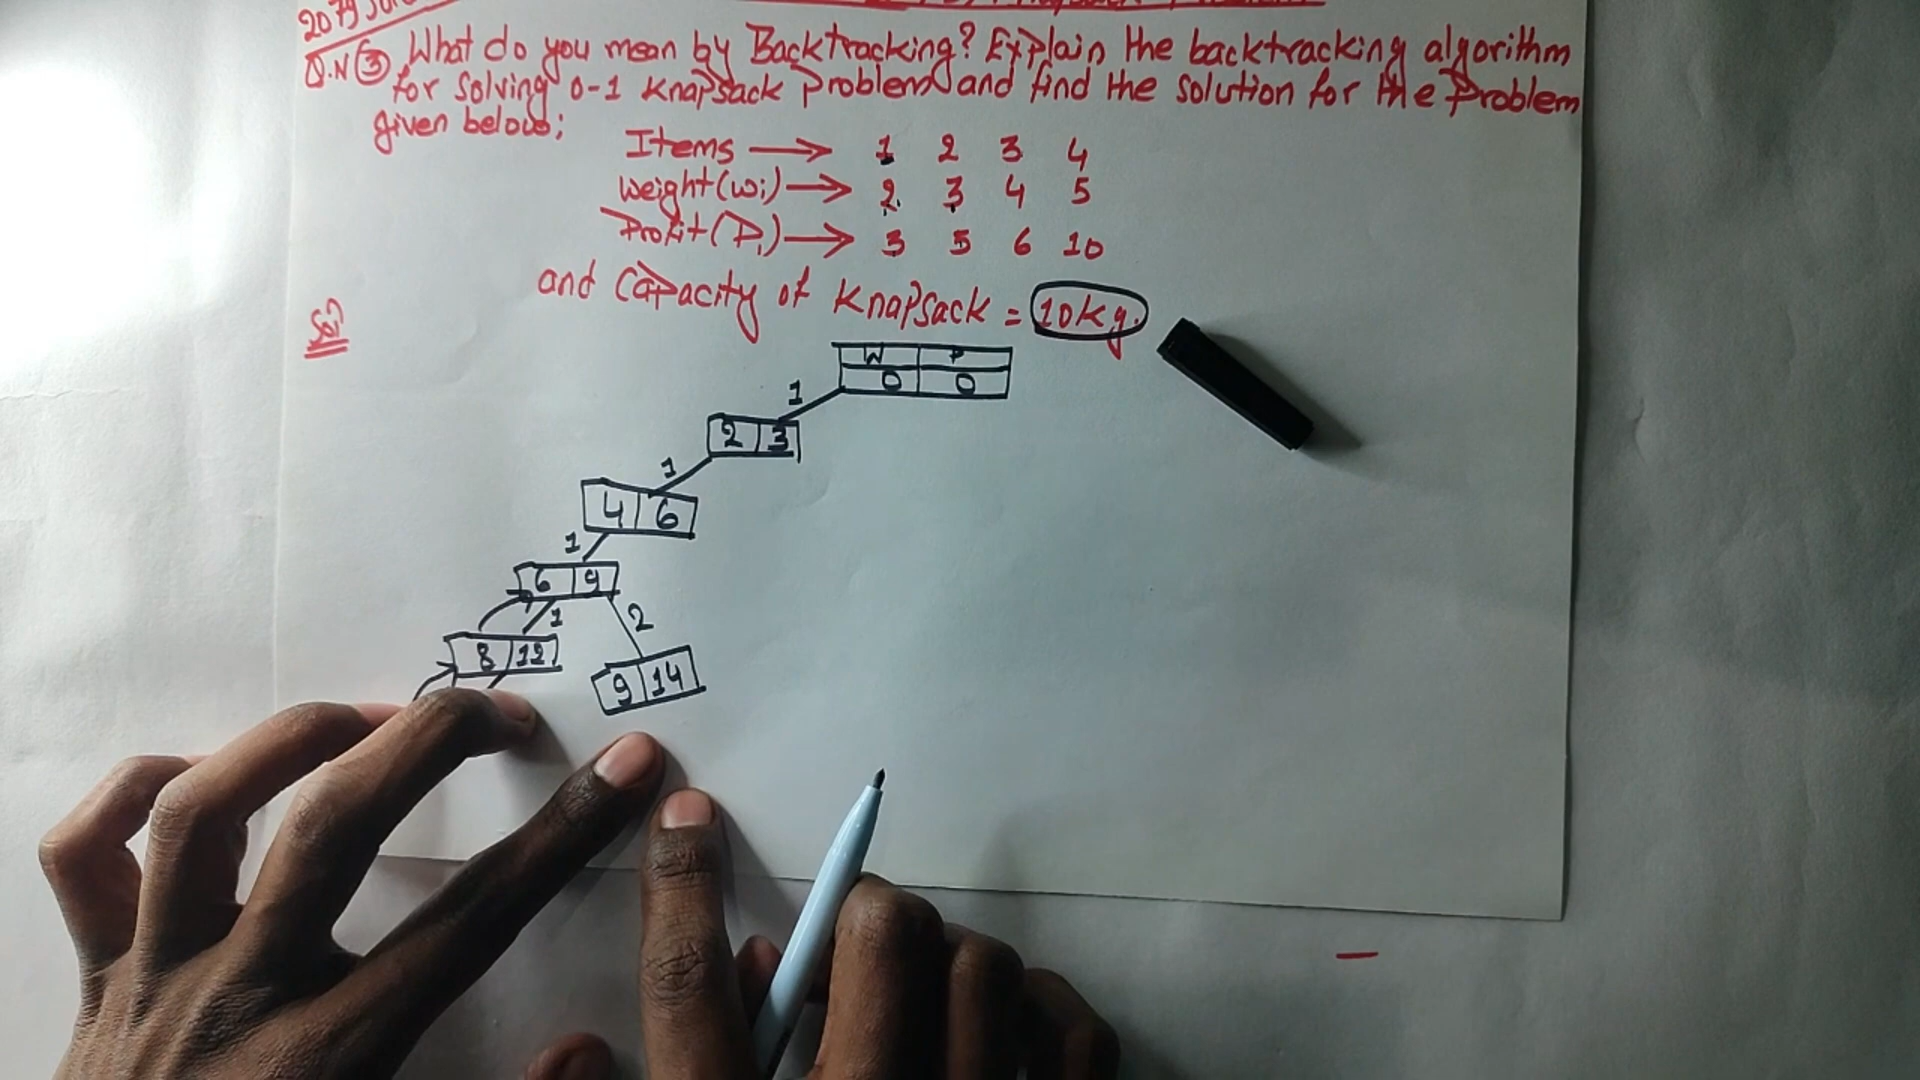 2079
Q.N 3 What do you mean by Backtracking? Explain the backtracking algorithm
for solving 0-1 Knapsack Problem and find the solution for the Problem
given below;
Items → 1 2 3 4
Weight (wi) → 2 3 4 5
Profit (Pi) → 3 5 6 10
and Capacity of Knapsack = 10kg.
Sol
W P
0 0
1
2 3
1
4 6
1
6 9
1 2
8 12
9 14